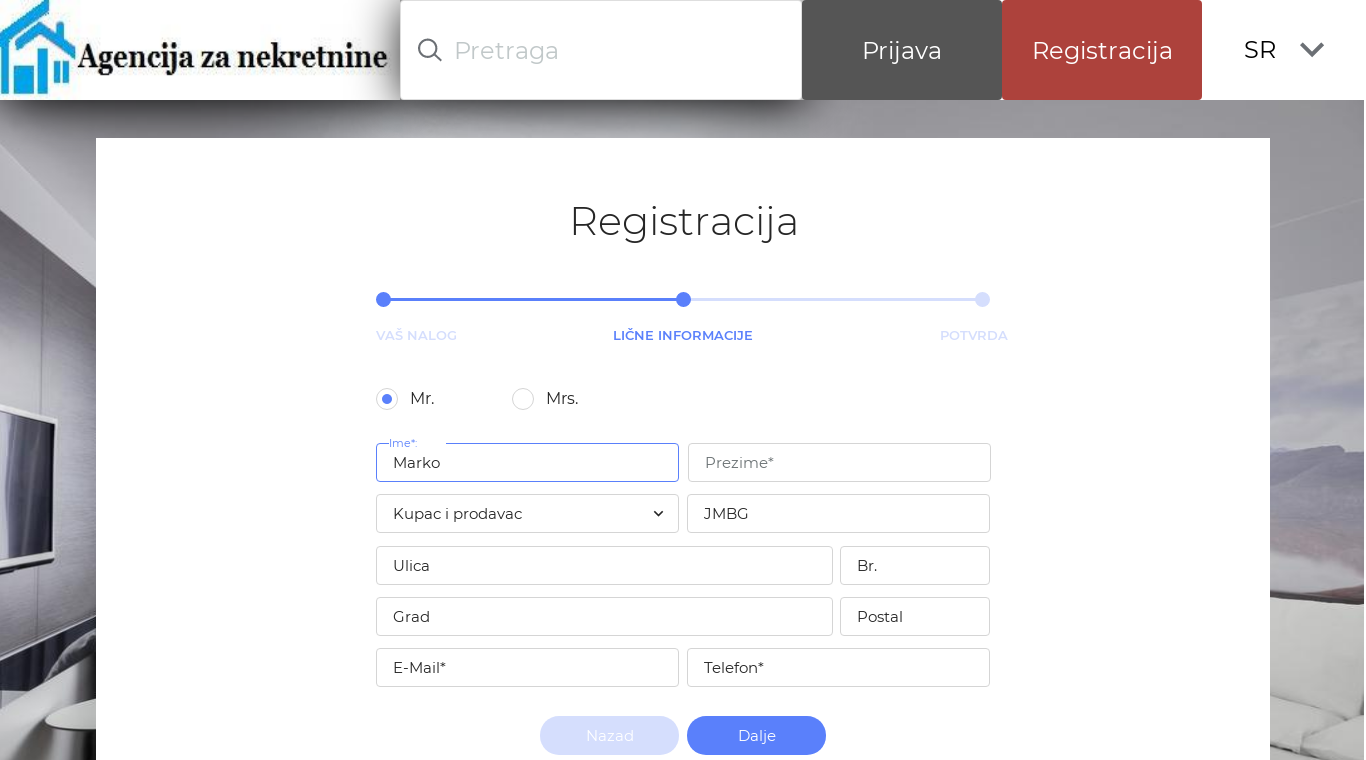 Agencija za nekretnine
Pretraga
Prijava
Registracija
SR
Registracija
VAŠ NALOG
LIČNE INFORMACIJE
POTVRDA
Mr.
Mrs.
Ime*:
Marko
Prezime*
Kupac i prodavac
JMBG
Ulica
Br.
Grad
Postal
E-Mail*
Telefon*
Nazad
Dalje